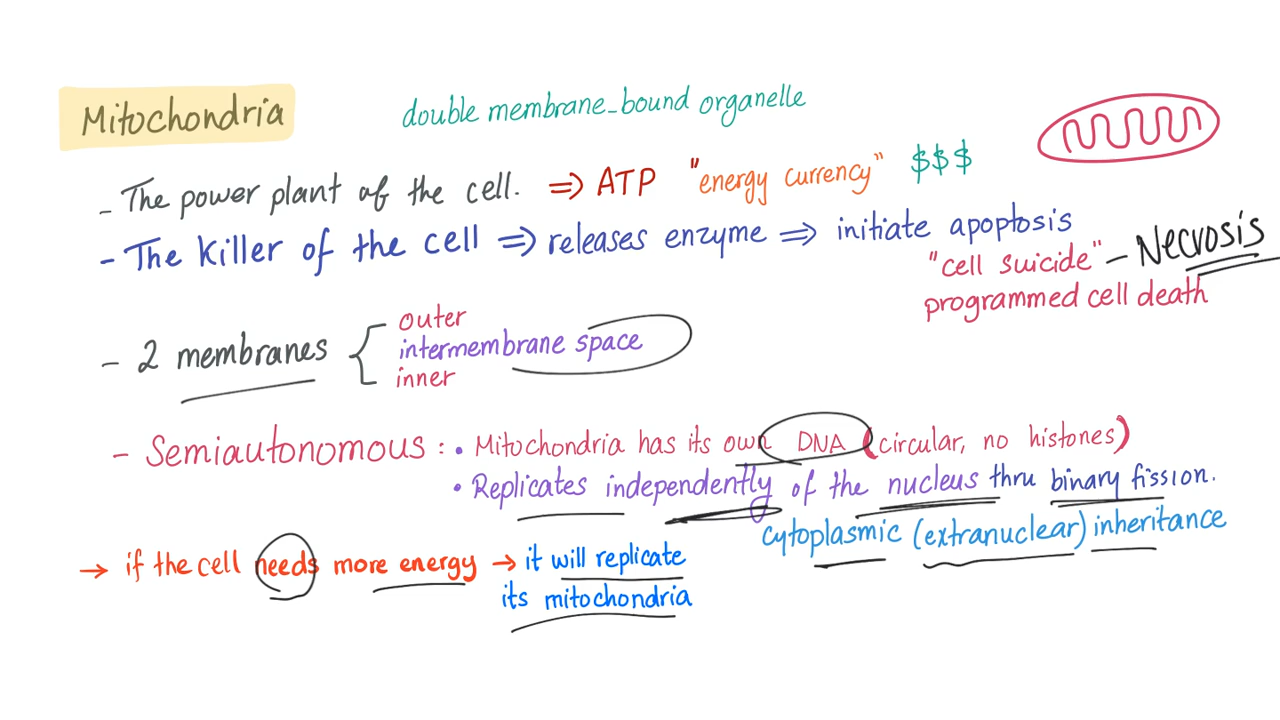 Mitochondria
double membrane-bound organelle
- The power plant of the cell. ⇒ ATP "energy currency" $$$
- The killer of the cell ⇒ releases enzyme ⇒ initiate apoptosis
"cell suicide" - Necrosis
programmed cell death
- 2 membranes { outer
intermembrane space
inner
- Semiautonomous : • Mitochondria has its own DNA (circular, no histones)
• Replicates independently of the nucleus thru binary fission.
cytoplasmic (extranuclear) inheritance
→ if the cell needs more energy → it will replicate
its mitochondria